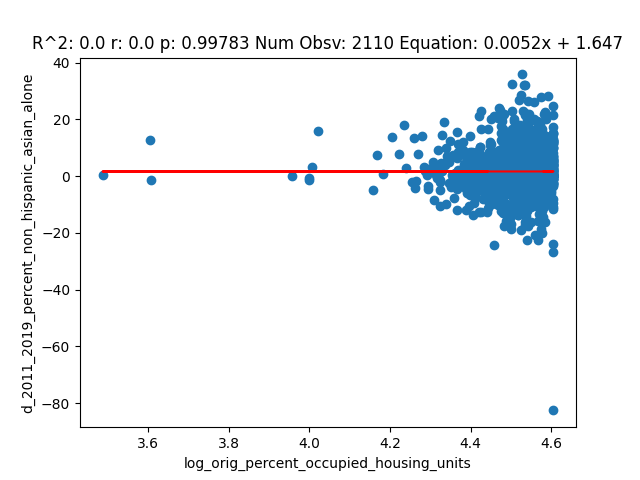 R^2: 0.0 r: 0.0 p: 0.99783 Num Obsv: 2110 Equation: 0.0052x + 1.647
d_2011_2019_percent_non_hispanic_asian_alone
40
20
0
−20
−40
−60
−80
3.6 3.8 4.0 4.2 4.4 4.6
log_orig_percent_occupied_housing_units